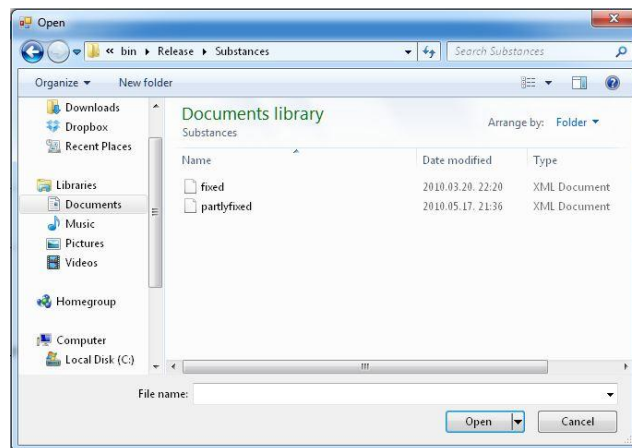 Open
« bin ▸ Release ▸ Substances
Search Substances
Organize
New folder
Downloads
Dropbox
Recent Places
Libraries
Documents
Music
Pictures
Videos
Homegroup
Computer
Local Disk (C:)
Documents library
Substances
Arrange by: Folder
Name Date modified Type
fixed 2010.03.20. 22:20 XML Document
partlyfixed 2010.05.17. 21:36 XML Document
File name:
Open Cancel